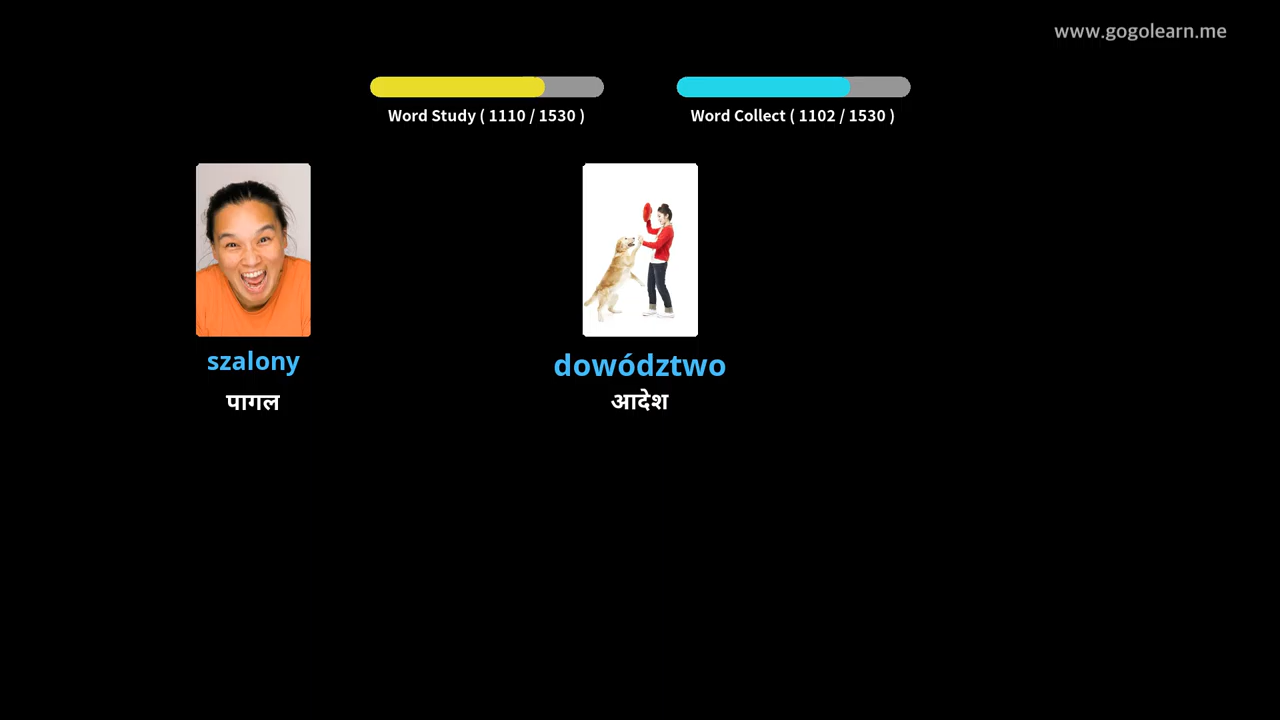 www.gogolearn.me
Word Study ( 1110 / 1530 )
Word Collect ( 1102 / 1530 )
szalony
पागल
dowództwo
आदेश